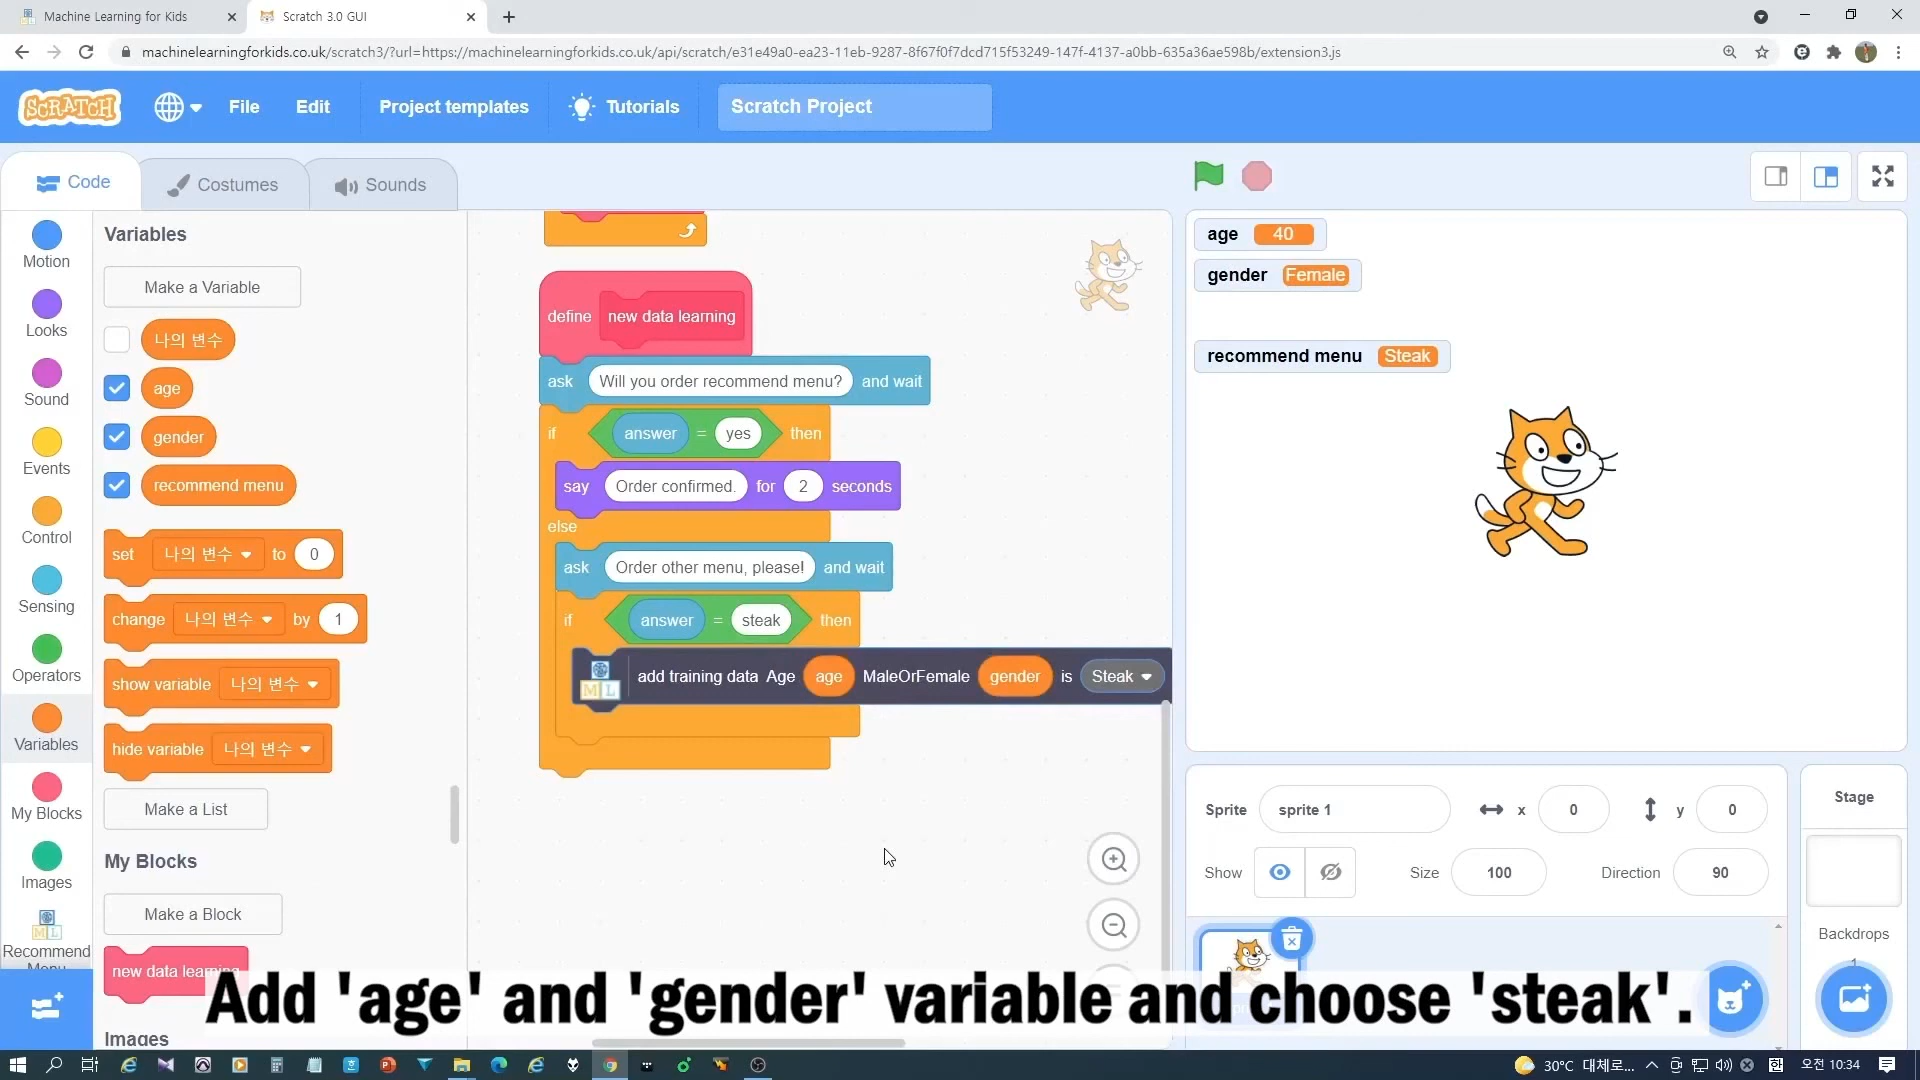 Machine Learning for Kids
Scratch 3.0 GUI
machinelearningforkids.co.uk/scratch3/?url=https://machinelearningforkids.co.uk/api/scratch/e31e49a0-ea23-11eb-9287-8f67f0f7dcd715f53249-147f-4137-a0bb-635a36ae598b/extension3.js
SCRATCH
File
Edit
Project templates
Tutorials
Scratch Project
Code
Costumes
Sounds
Motion
Looks
Sound
Events
Control
Sensing
Operators
Variables
My Blocks
Images
Recommend
Menu
Variables
Make a Variable
나의 변수
age
gender
recommend menu
set 나의 변수 to 0
change 나의 변수 by 1
show variable 나의 변수
hide variable 나의 변수
Make a List
My Blocks
Make a Block
new data learning
Images
define new data learning
ask Will you order recommend menu? and wait
if answer = yes then
say Order confirmed. for 2 seconds
else
ask Order other menu, please! and wait
if answer = steak then
ML add training data Age age MaleOrFemale gender is Steak
age 40
gender Female
recommend menu Steak
Sprite sprite 1 x 0 y 0
Show Size 100 Direction 90
Stage
Backdrops
1
Add 'age' and 'gender' variable and choose 'steak'.
30°C 대체로...
오전 10:34